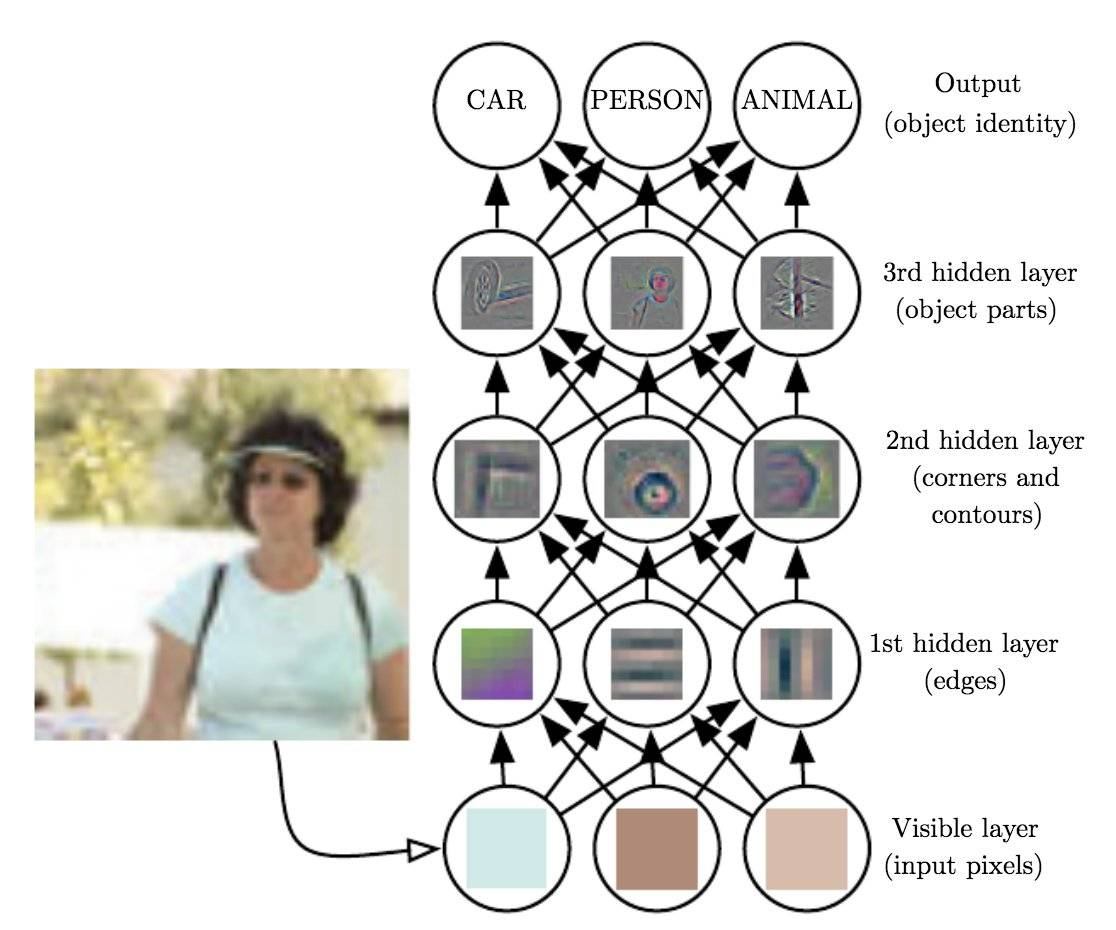 CAR
PERSON
ANIMAL
Output
(object identity)
3rd hidden layer
(object parts)
2nd hidden layer
(corners and
contours)
1st hidden layer
(edges)
Visible layer
(input pixels)